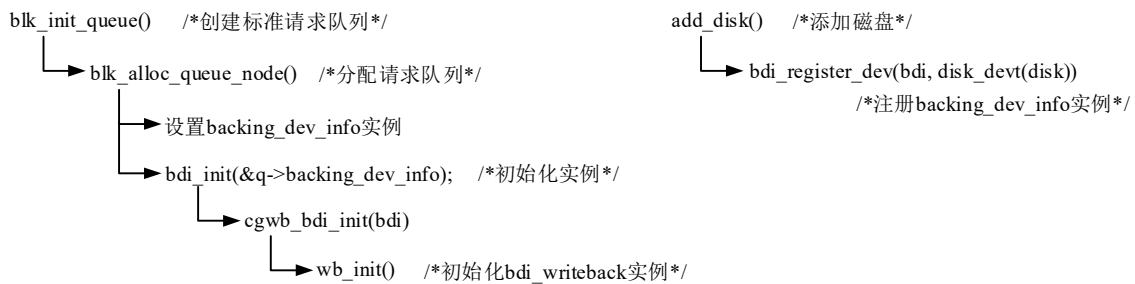 blk_init_queue() /*创建标准请求队列*/
blk_alloc_queue_node() /*分配请求队列*/
设置backing_dev_info实例
bdi_init(&q->backing_dev_info); /*初始化实例*/
cgwb_bdi_init(bdi)
wb_init() /*初始化bdi_writeback实例*/
add_disk() /*添加磁盘*/
bdi_register_dev(bdi, disk_devt(disk))
/*注册backing_dev_info实例*/